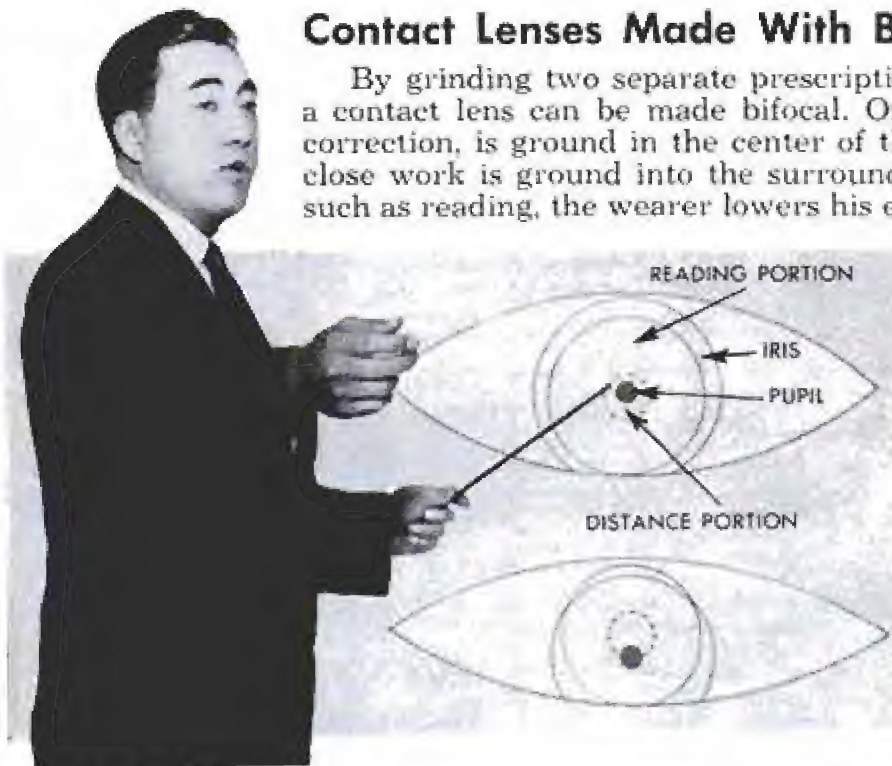 Contact Lenses Made With B
By grinding two separate prescripti
a contact lens can be made bifocal. O
correction, is ground in the center of t
close work is ground into the surround
such as reading, the wearer lowers his e
READING PORTION
IRIS
PUPIL
DISTANCE PORTION